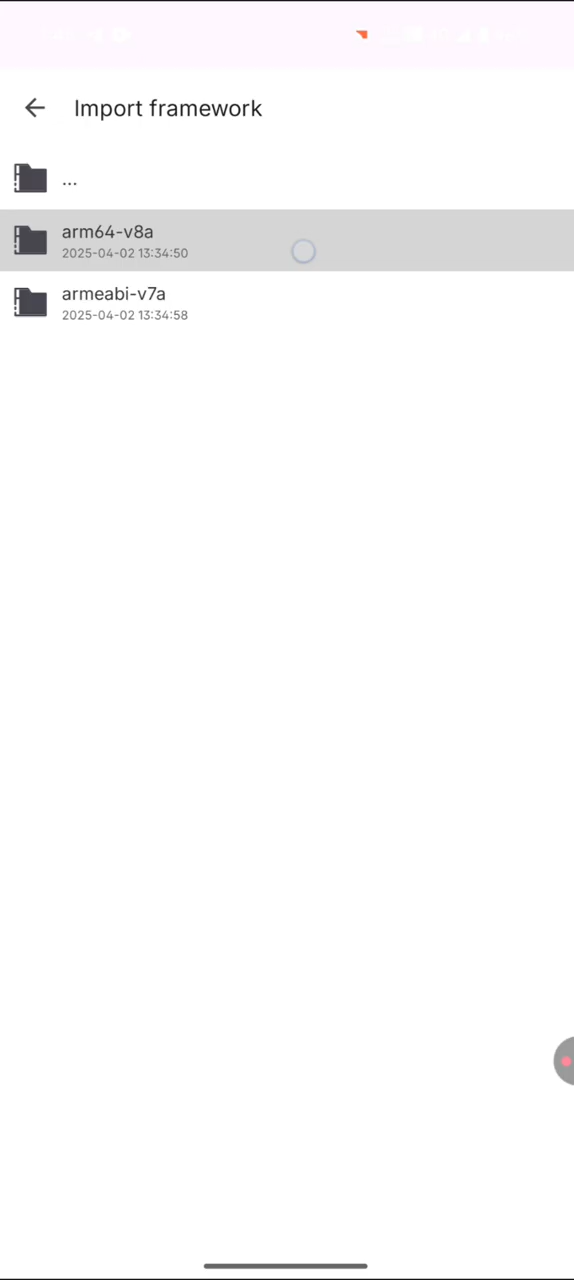 Import framework
...
arm64-v8a
2025-04-02 13:34:50
armeabi-v7a
2025-04-02 13:34:58